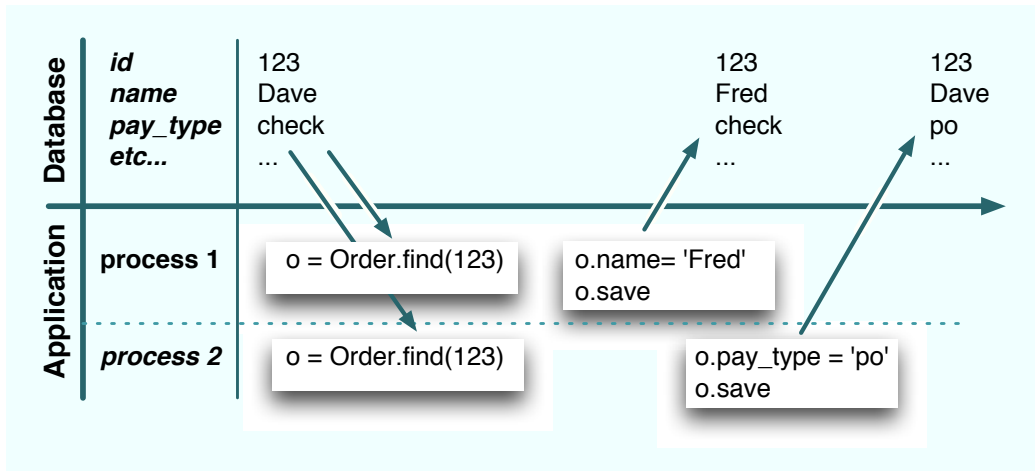 Database
id
name
pay_type
etc...
123
Dave
check
...
123
Fred
check
...
123
Dave
po
...
Application
process 1
o = Order.find(123)
o.name= 'Fred'
o.save
process 2
o = Order.find(123)
o.pay_type = 'po'
o.save